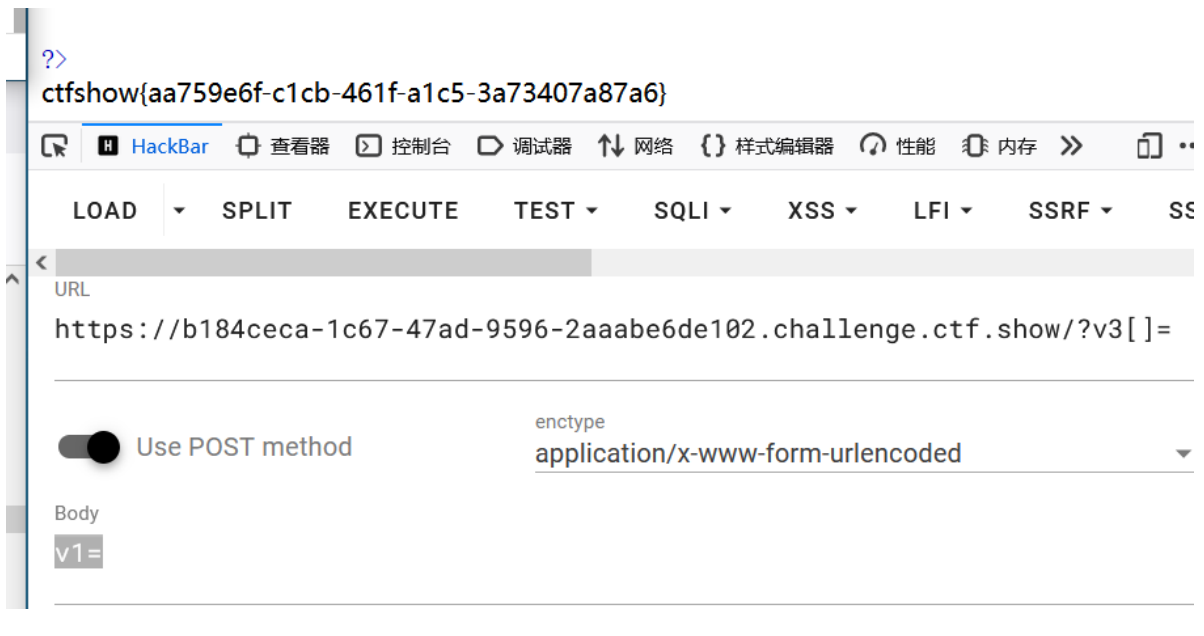 ?>
ctfshow{aa759e6f-c1cb-461f-a1c5-3a73407a87a6}
HackBar 查看器 控制台 调试器 网络 样式编辑器 性能 内存
LOAD SPLIT EXECUTE TEST SQLI XSS LFI SSRF SS
URL
https://b184ceca-1c67-47ad-9596-2aaabe6de102.challenge.ctf.show/?v3[]=
Use POST method
enctype
application/x-www-form-urlencoded
Body
v1=